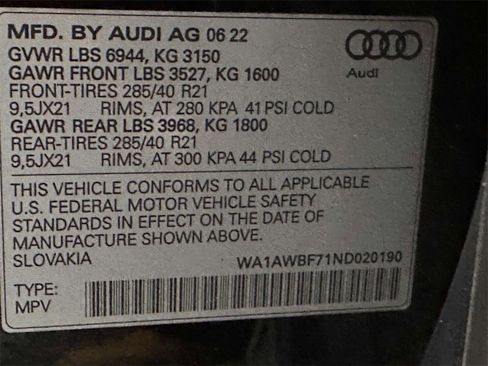 MFD. BY AUDI AG 06 22
GVWR LBS 6944, KG 3150
GAWR FRONT LBS 3527, KG 1600
FRONT-TIRES 285/40 R21
9,5JX21 RIMS, AT 280 KPA 41 PSI COLD
GAWR REAR LBS 3968, KG 1800
REAR-TIRES 285/40 R21
9,5JX21 RIMS, AT 300 KPA 44 PSI COLD
Audi
THIS VEHICLE CONFORMS TO ALL APPLICABLE
U.S. FEDERAL MOTOR VEHICLE SAFETY
STANDARDS IN EFFECT ON THE DATE OF
MANUFACTURE SHOWN ABOVE.
SLOVAKIA WA1AWBF71ND020190
TYPE:
MPV